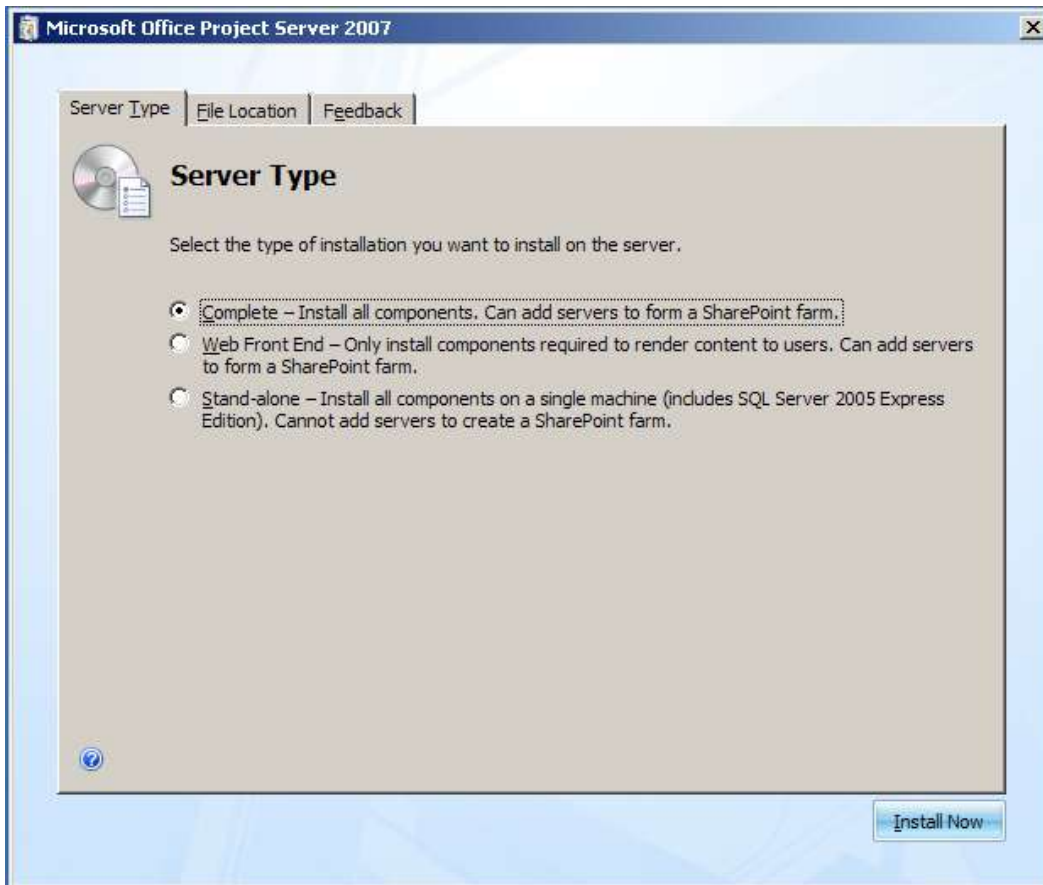 Microsoft Office Project Server 2007
Server Type
File Location
Feedback
Server Type
Select the type of installation you want to install on the server.
Complete – Install all components. Can add servers to form a SharePoint farm.
Web Front End – Only install components required to render content to users. Can add servers
to form a SharePoint farm.
Stand-alone – Install all components on a single machine (includes SQL Server 2005 Express
Edition). Cannot add servers to create a SharePoint farm.
Install Now